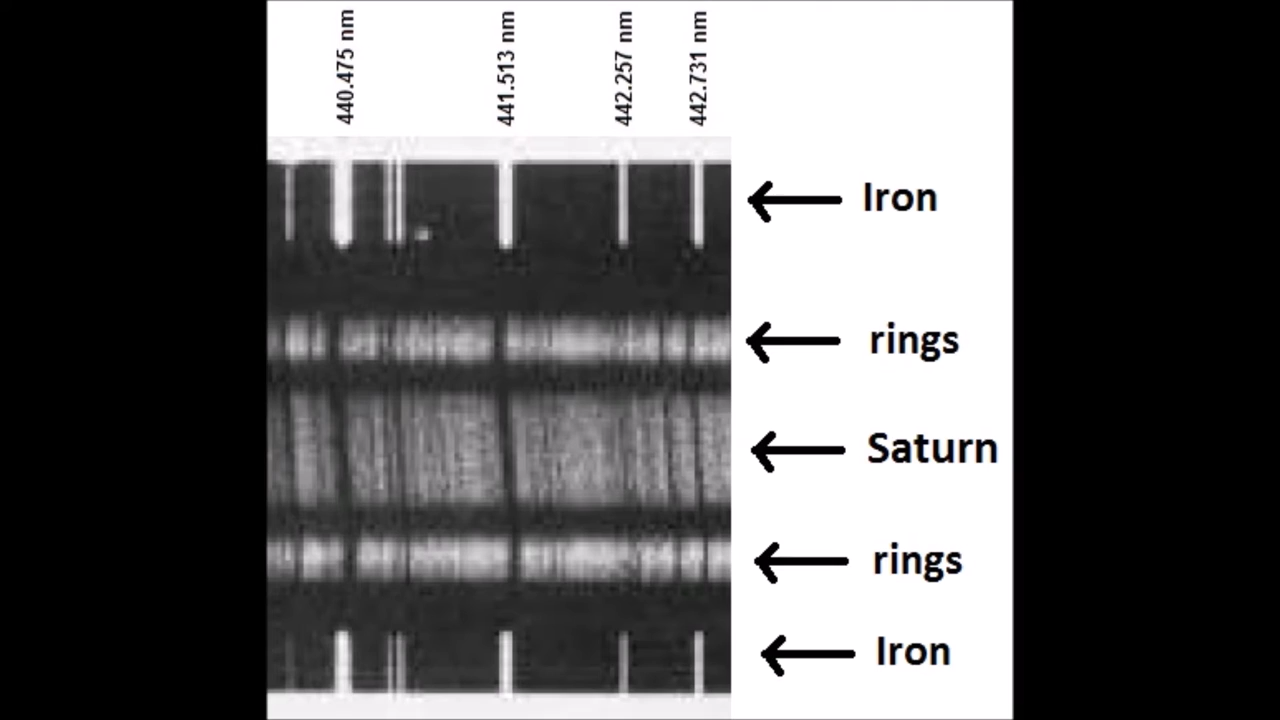 440.475 nm
441.513 nm
442.257 nm
442.731 nm
Iron
rings
Saturn
rings
Iron